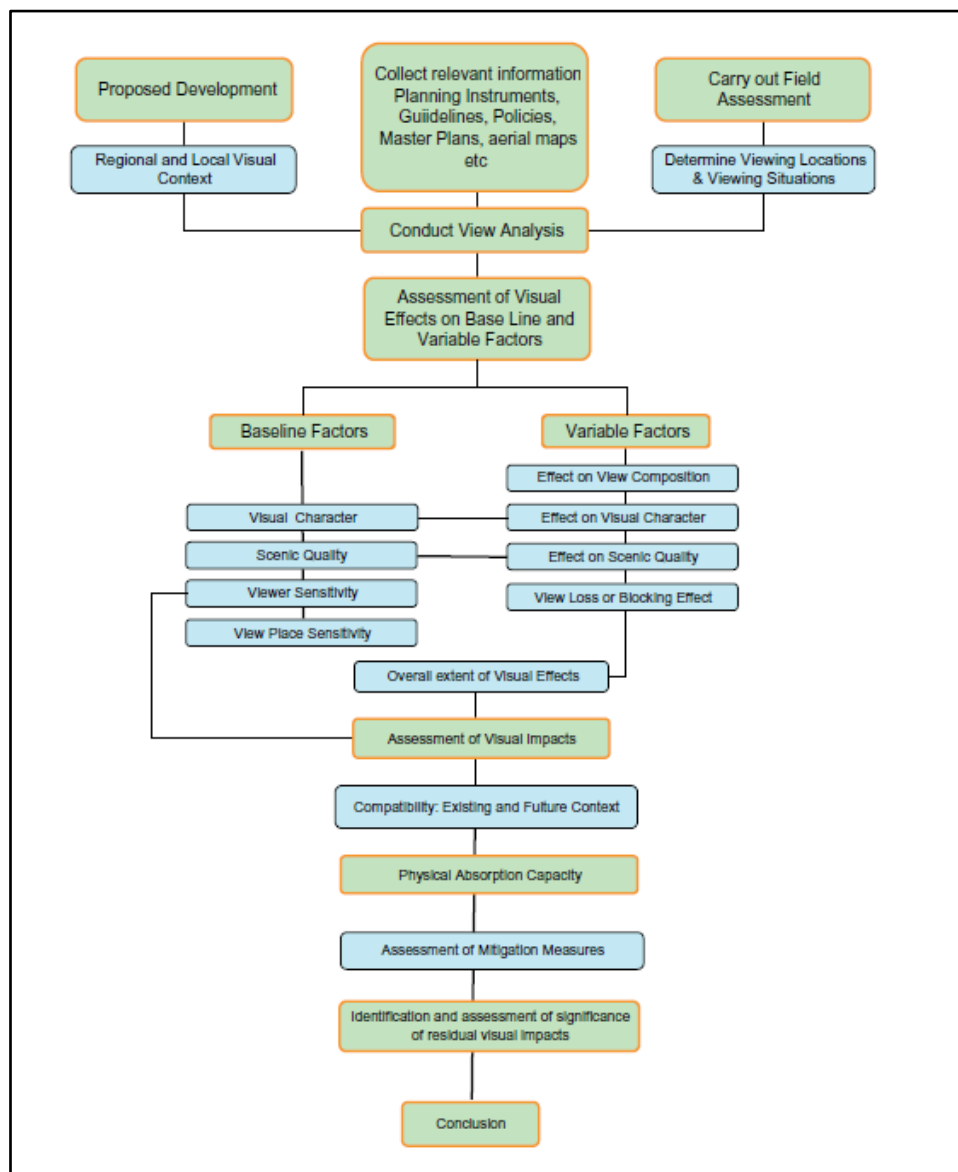 Proposed Development
Collect relevant information
Planning Instruments,
Guiidelines, Policies,
Master Plans, aerial maps
etc
Carry out Field
Assessment
Regional and Local Visual
Context
Determine Viewing Locations
& Viewing Situations
Conduct View Analysis
Assessment of Visual
Effects on Base Line and
Variable Factors
Baseline Factors
Variable Factors
Effect on View Composition
Visual Character
Effect on Visual Character
Scenic Quality
Effect on Scenic Quality
Viewer Sensitivity
View Loss or Blocking Effect
View Place Sensitivity
Overall extent of Visual Effects
Assessment of Visual Impacts
Compatibility: Existing and Future Context
Physical Absorption Capacity
Assessment of Mitigation Measures
Identification and assessment of significance
of residual visual impacts
Conclusion